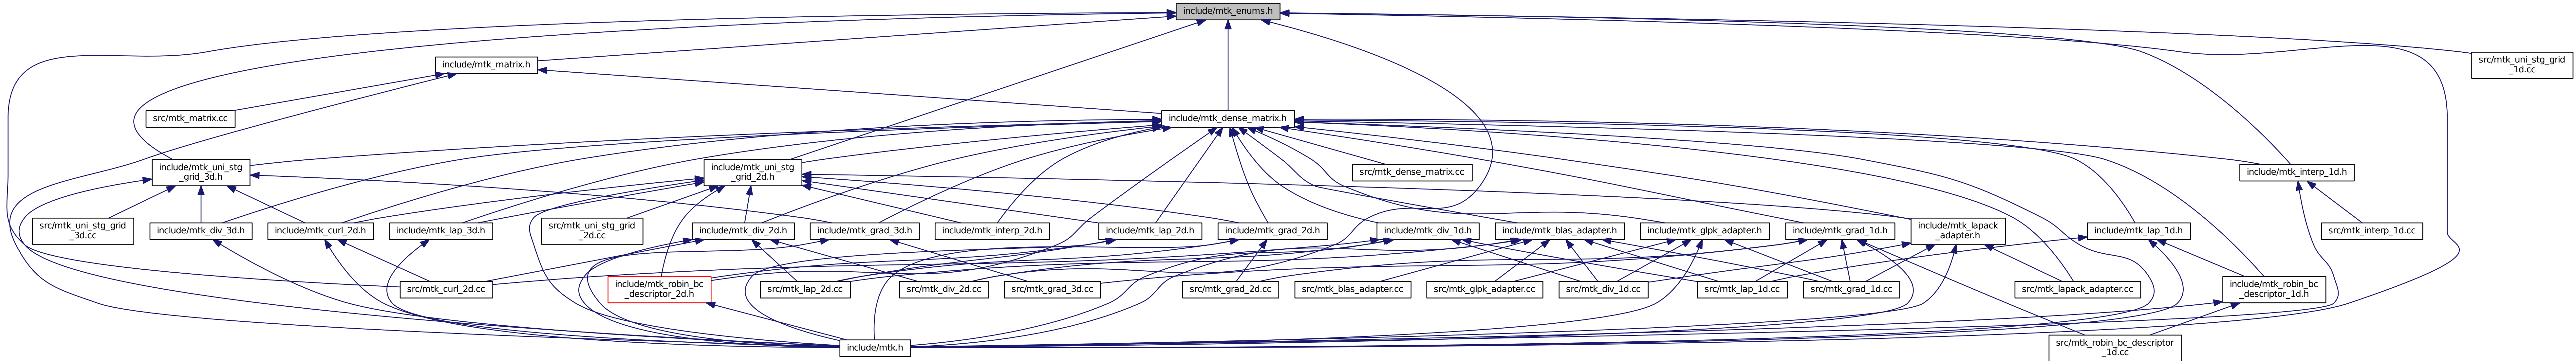 include/mtk_enums.h
include/mtk_matrix.h
src/mtk_uni_stg_grid
_1d.cc
src/mtk_matrix.cc
include/mtk_dense_matrix.h
include/mtk_uni_stg
_grid_3d.h
include/mtk_uni_stg
_grid_2d.h
src/mtk_dense_matrix.cc
include/mtk_interp_1d.h
src/mtk_uni_stg_grid
_3d.cc
include/mtk_div_3d.h
include/mtk_curl_2d.h
include/mtk_lap_3d.h
src/mtk_uni_stg_grid
_2d.cc
include/mtk_div_2d.h
include/mtk_grad_3d.h
include/mtk_interp_2d.h
include/mtk_lap_2d.h
include/mtk_grad_2d.h
include/mtk_div_1d.h
include/mtk_blas_adapter.h
include/mtk_glpk_adapter.h
include/mtk_grad_1d.h
include/mtk_lapack
_adapter.h
include/mtk_lap_1d.h
src/mtk_interp_1d.cc
src/mtk_curl_2d.cc
include/mtk_robin_bc
_descriptor_2d.h
src/mtk_lap_2d.cc
src/mtk_div_2d.cc
src/mtk_grad_3d.cc
src/mtk_grad_2d.cc
src/mtk_blas_adapter.cc
src/mtk_glpk_adapter.cc
src/mtk_div_1d.cc
src/mtk_lap_1d.cc
src/mtk_grad_1d.cc
src/mtk_lapack_adapter.cc
include/mtk_robin_bc
_descriptor_1d.h
include/mtk.h
src/mtk_robin_bc_descriptor
_1d.cc